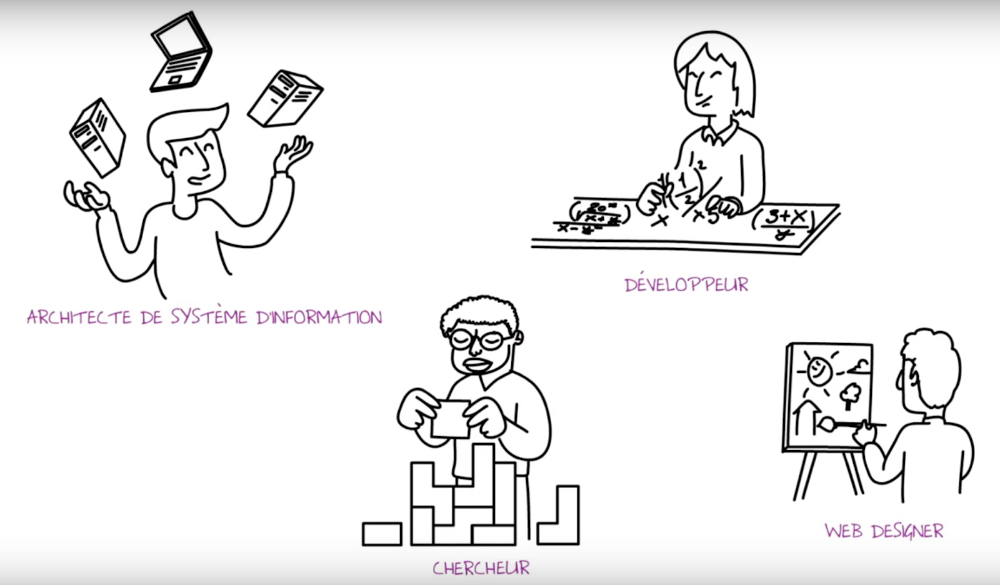 DÉVELOPPEUR
ARCHITECTE DE SYSTÈME D'INFORMATION
WEB DESIGNER
CHERCHEUR